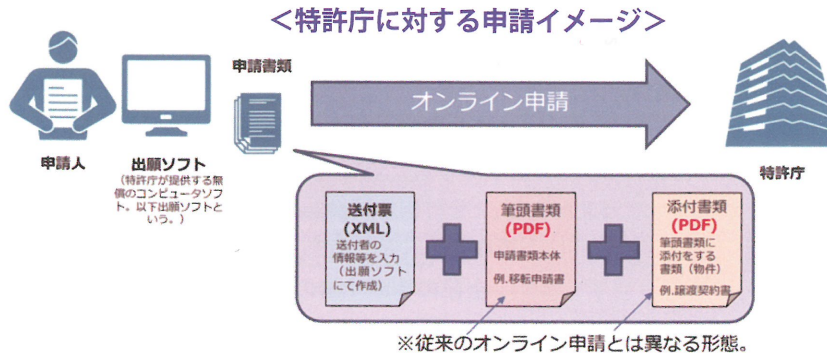 ＜特許庁に対する申請イメージ＞
申請書類
オンライン申請
申請人
出願ソフト
（特許庁が提供する無
償のコンピュータソフ
ト。以下出願ソフトと
いう。）
特許庁
送付票
(XML)
送付者の
情報等を入力
（出願ソフト
にて作成）
筆頭書類
(PDF)
申請書類本体
例.移転申請書
添付書類
(PDF)
筆頭書類に
添付をする
書類（物件）
例.譲渡契約書
※従来のオンライン申請とは異なる形態。